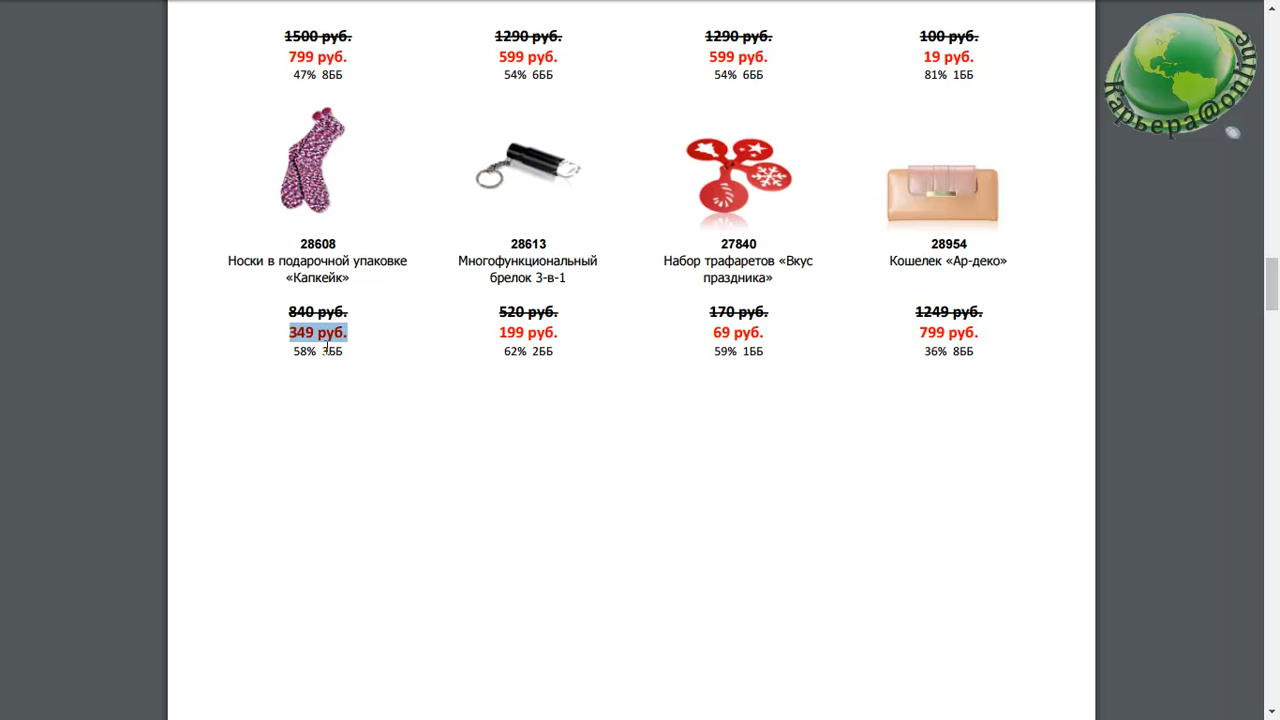 1500 руб. 1290 руб. 1290 руб. 100 руб.
799 руб. 599 руб. 599 руб. 19 руб.
47% 8ББ 54% 6ББ 54% 6ББ 81% 1ББ
Карьера@online
28608 28613 27840 28954
Носки в подарочной упаковке Многофункциональный Набор трафаретов «Вкус Кошелек «Ар-деко»
«Капкейк» брелок 3-в-1 праздника»
840 руб. 520 руб. 170 руб. 1249 руб.
349 руб. 199 руб. 69 руб. 799 руб.
58% 3ББ 62% 2ББ 59% 1ББ 36% 8ББ